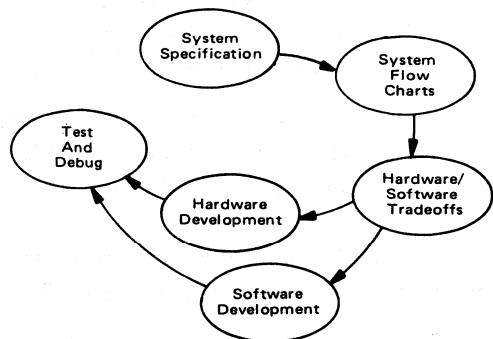 System
Specification
System
Flow
Charts
Test
And
Debug
Hardware/
Software
Tradeoffs
Hardware
Development
Software
Development